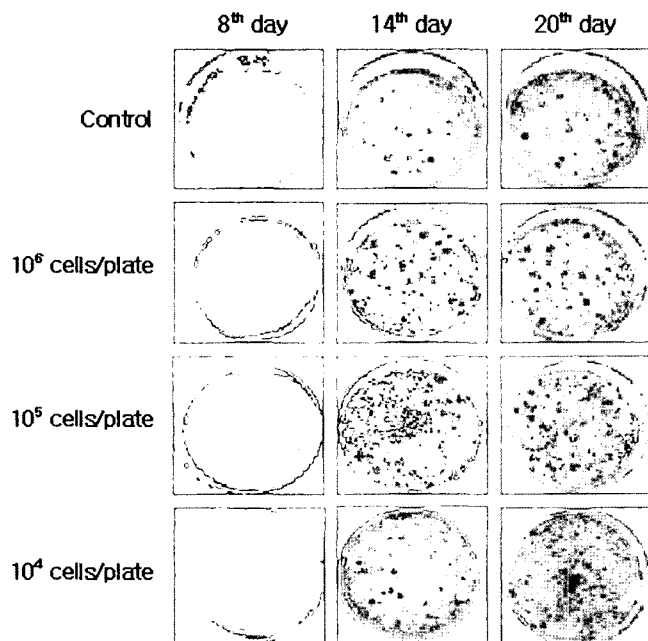 8th day 14th day 20th day
Control
10⁶ cells/plate
10⁵ cells/plate
10⁴ cells/plate